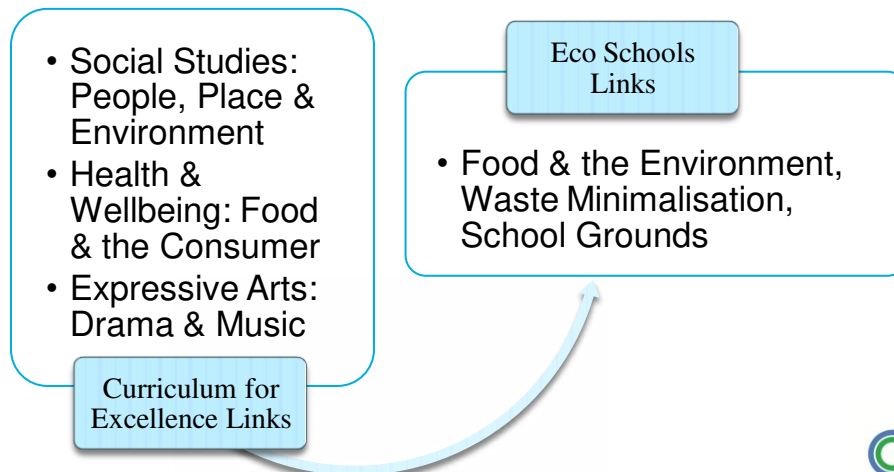 • Social Studies:
People, Place &
Environment
• Health &
Wellbeing: Food
& the Consumer
• Expressive Arts:
Drama & Music
Curriculum for
Excellence Links
Eco Schools
Links
• Food & the Environment,
Waste Minimalisation,
School Grounds